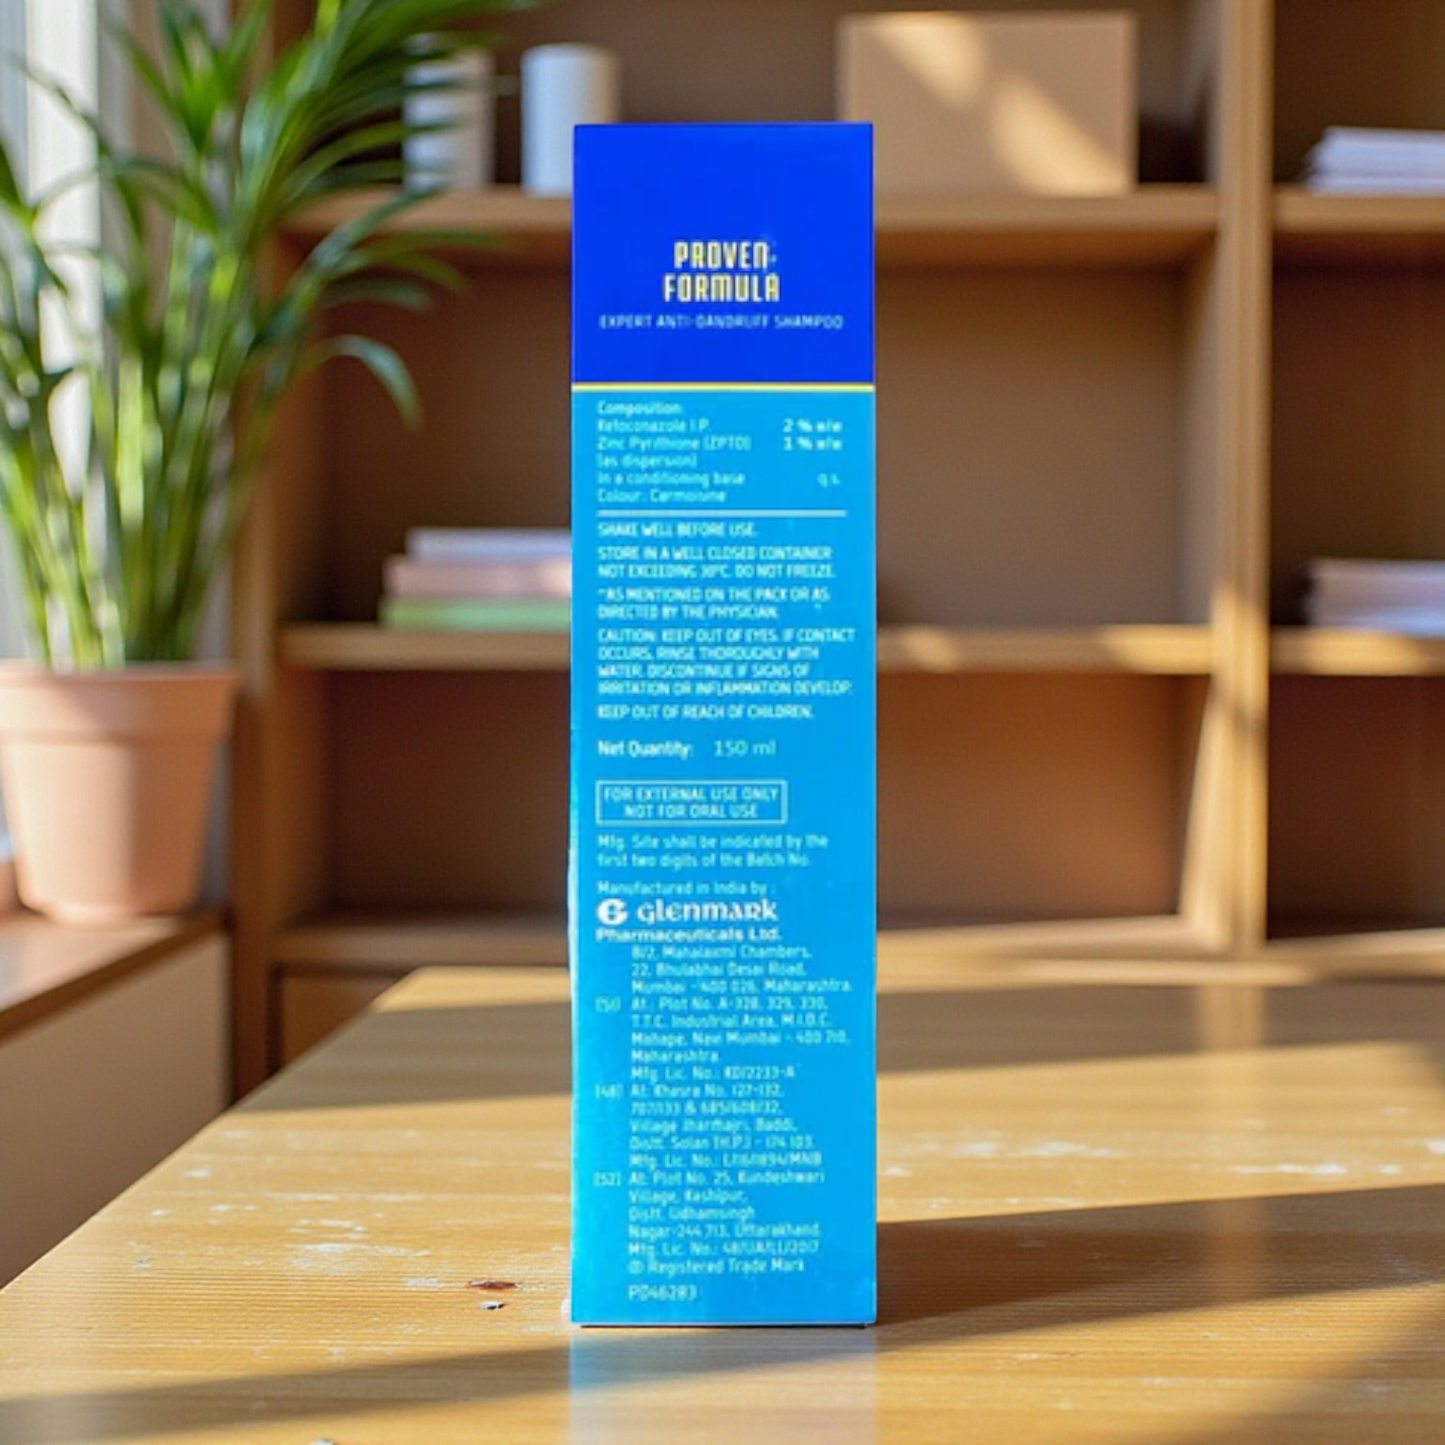 PROVEN
FORMULA
EXPERT ANTI-DANDRUFF SHAMPOO
Composition
Ketoconazole I.P. 2 % w/w
Zinc Pyrithione (ZPTO) 1 % w/w
(as dispersion)
In a conditioning base q.s.
Colour: Carmoisine
SHAKE WELL BEFORE USE.
STORE IN A WELL CLOSED CONTAINER
NOT EXCEEDING 30°C. DO NOT FREEZE.
AS MENTIONED ON THE PACK OR AS
DIRECTED BY THE PHYSICIAN.
CAUTION: KEEP OUT OF EYES. IF CONTACT
OCCURS, RINSE THOROUGHLY WITH
WATER. DISCONTINUE IF SIGNS OF
IRRITATION OR INFLAMMATION DEVELOP.
KEEP OUT OF REACH OF CHILDREN.
Net Quantity: 150 ml
FOR EXTERNAL USE ONLY
NOT FOR ORAL USE
Mfg. Site shall be indicated by the
first two digits of the Batch No.
Manufactured in India by :
G glenmark
Pharmaceuticals Ltd.
B/2, Mahalaxmi Chambers,
22, Bhulabhai Desai Road,
Mumbai - 400 026, Maharashtra
At.: Plot No. A-328, 329, 330,
T.T.C. Industrial Area, M.I.D.C.
Mahape, Navi Mumbai - 400 710,
Maharashtra
Mfg. Lic. No.: KD/2233-A
(48) At: Khasra No. 127-132,
Village Jharmajri, Baddi,
Distt. Solan (H.P.) - 174 103.
Mfg. Lic. No.:
(52) At: Plot No. 25, Kundeshwari
Village, Kashipur,
Distt. Udhamsingh
Nagar-244 713, Uttarakhand.
Mfg. Lic. No.: 48/UA/LL/2017
® Registered Trade Mark
PD46283